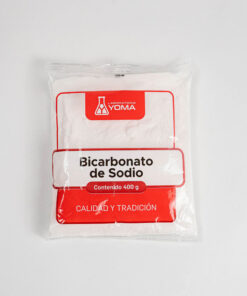 LABORATORIOS
YOMA
Bicarbonato
de Sodio
Contenido 400 g
CALIDAD Y TRADICIÓN